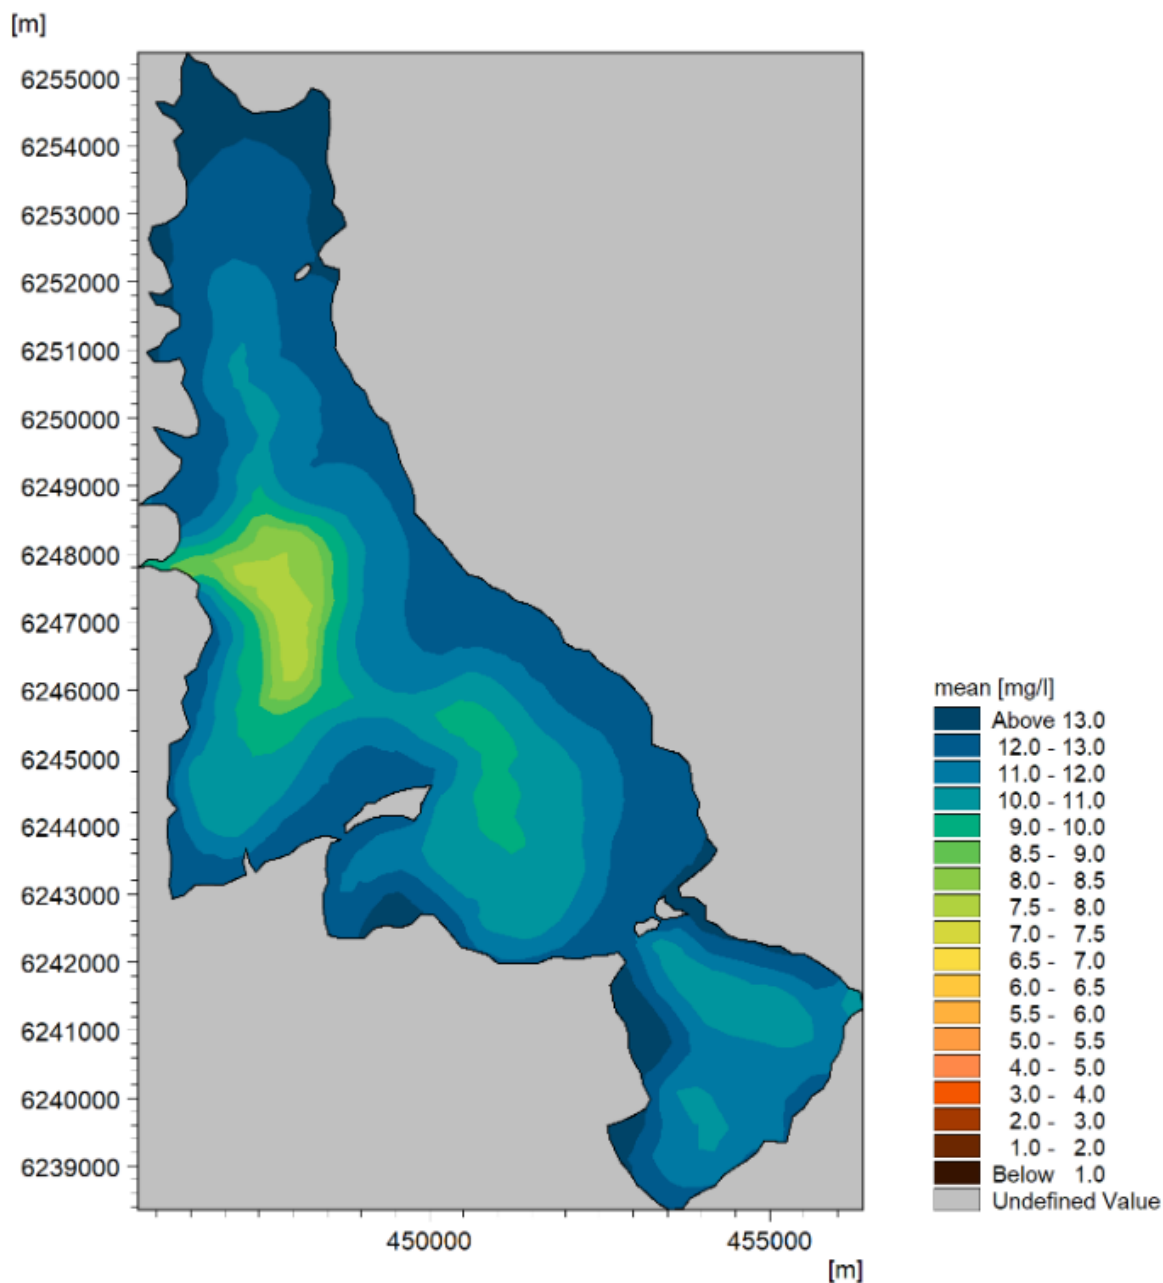 [m]
6255000
6254000
6253000
6252000
6251000
6250000
6249000
6248000
6247000
6246000
6245000
6244000
6243000
6242000
6241000
6240000
6239000
450000
455000
[m]
mean [mg/l]
Above 13.0
12.0 - 13.0
11.0 - 12.0
10.0 - 11.0
9.0 - 10.0
8.5 - 9.0
8.0 - 8.5
7.5 - 8.0
7.0 - 7.5
6.5 - 7.0
6.0 - 6.5
5.5 - 6.0
5.0 - 5.5
4.0 - 5.0
3.0 - 4.0
2.0 - 3.0
1.0 - 2.0
Below 1.0
Undefined Value